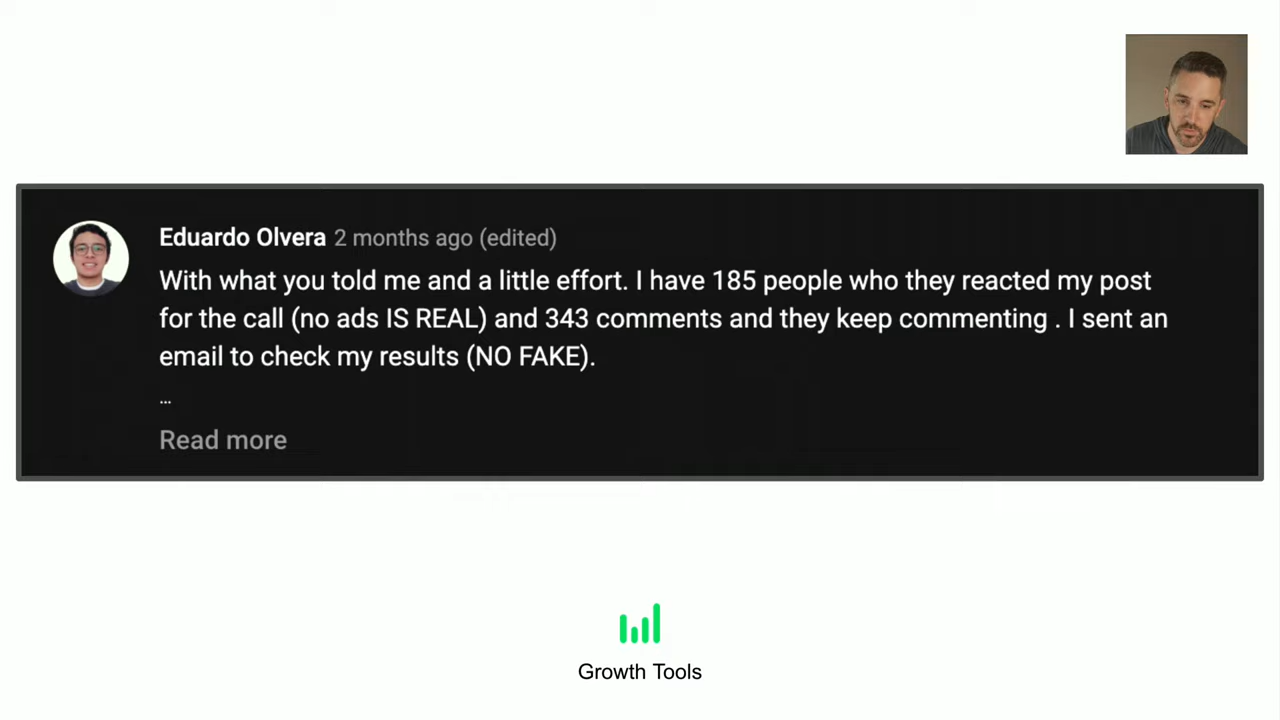 Eduardo Olvera 2 months ago (edited)
With what you told me and a little effort. I have 185 people who they reacted my post
for the call (no ads IS REAL) and 343 comments and they keep commenting . I sent an
email to check my results (NO FAKE).
...
Read more
Growth Tools